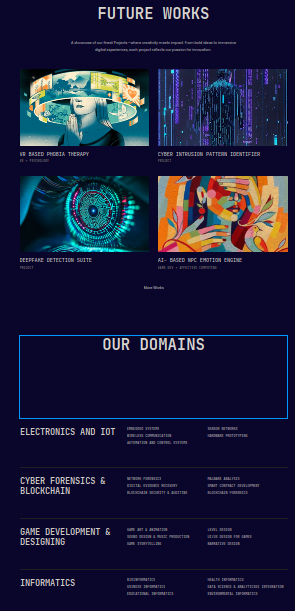 FUTURE WORKS
A showcase of our finest Projects—where creativity meets impact. From bold ideas to immersive
digital experiences, each project reflects our passion for innovation.
VR BASED PHOBIA THERAPY
VR + PSYCHOLOGY
CYBER INTRUSION PATTERN IDENTIFIER
PROJECT
DEEPFAKE DETECTION SUITE
PROJECT
AI- BASED NPC EMOTION ENGINE
GAME DEV + AFFECTIVE COMPUTING
More Works
OUR DOMAINS
ELECTRONICS AND IOT
EMBEDDED SYSTEMS
WIRELESS COMMUNICATION
AUTOMATION AND CONTROL SYSTEMS
SENSOR NETWORKS
HARDWARE PROTOTYPING
CYBER FORENSICS &
BLOCKCHAIN
NETWORK FORENSICS
DIGITAL EVIDENCE RECOVERY
BLOCKCHAIN SECURITY & AUDITING
MALWARE ANALYSIS
SMART CONTRACT DEVELOPMENT
BLOCKCHAIN FORENSICS
GAME DEVELOPMENT &
DESIGNING
GAME ART & ANIMATION
SOUND DESIGN & MUSIC PRODUCTION
GAME STORYTELLING
LEVEL DESIGN
UI/UX DESIGN FOR GAMES
NARRATIVE DESIGN
INFORMATICS
BIOINFORMATICS
BUSINESS INFORMATICS
EDUCATIONAL INFORMATICS
HEALTH INFORMATICS
DATA SCIENCE & ANALYTICS INTEGRATION
ENVIRONMENTAL INFORMATICS